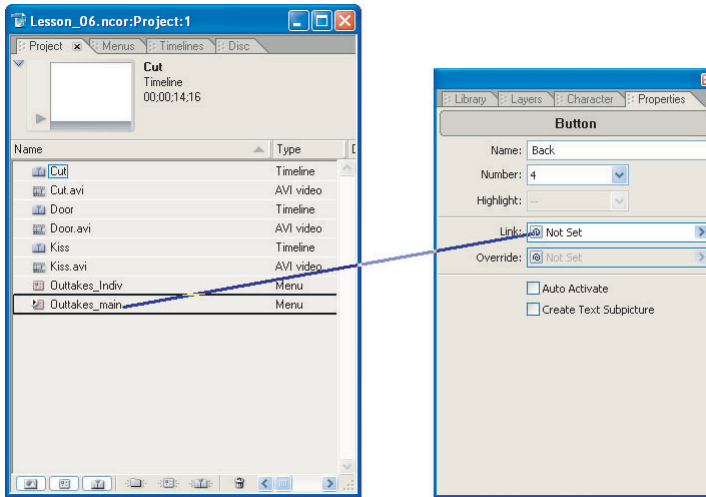 Lesson_06.ncor:Project:1
Project Menus Timelines Disc
Cut
Timeline
00;00;14;16
Name Type
Cut Timeline
Cut.avi AVI video
Door Timeline
Door.avi AVI video
Kiss Timeline
Kiss.avi AVI video
Outtakes_Indiv Menu
Outtakes_main Menu
Library Layers Character Properties
Button
Name: Back
Number: 4
Highlight: --
Link: Not Set
Override: Not Set
Auto Activate
Create Text Subpicture